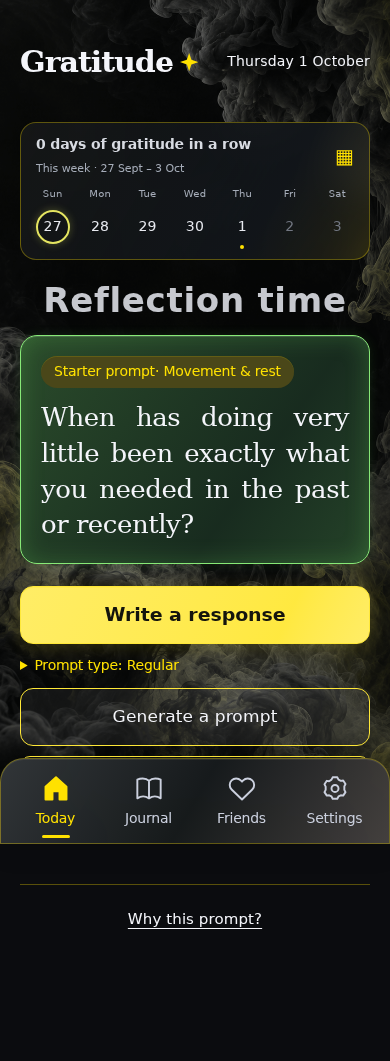 Gratitude
Thursday 1 October
0 days of gratitude in a row
This week · 27 Sept – 3 Oct
Sun Mon Tue Wed Thu Fri Sat
27 28 29 30 1 2 3
Reflection time
Starter prompt· Movement & rest
When has doing very
little been exactly what
you needed in the past
or recently?
Write a response
Prompt type: Regular
Generate a prompt
Today Journal Friends Settings
Why this prompt?